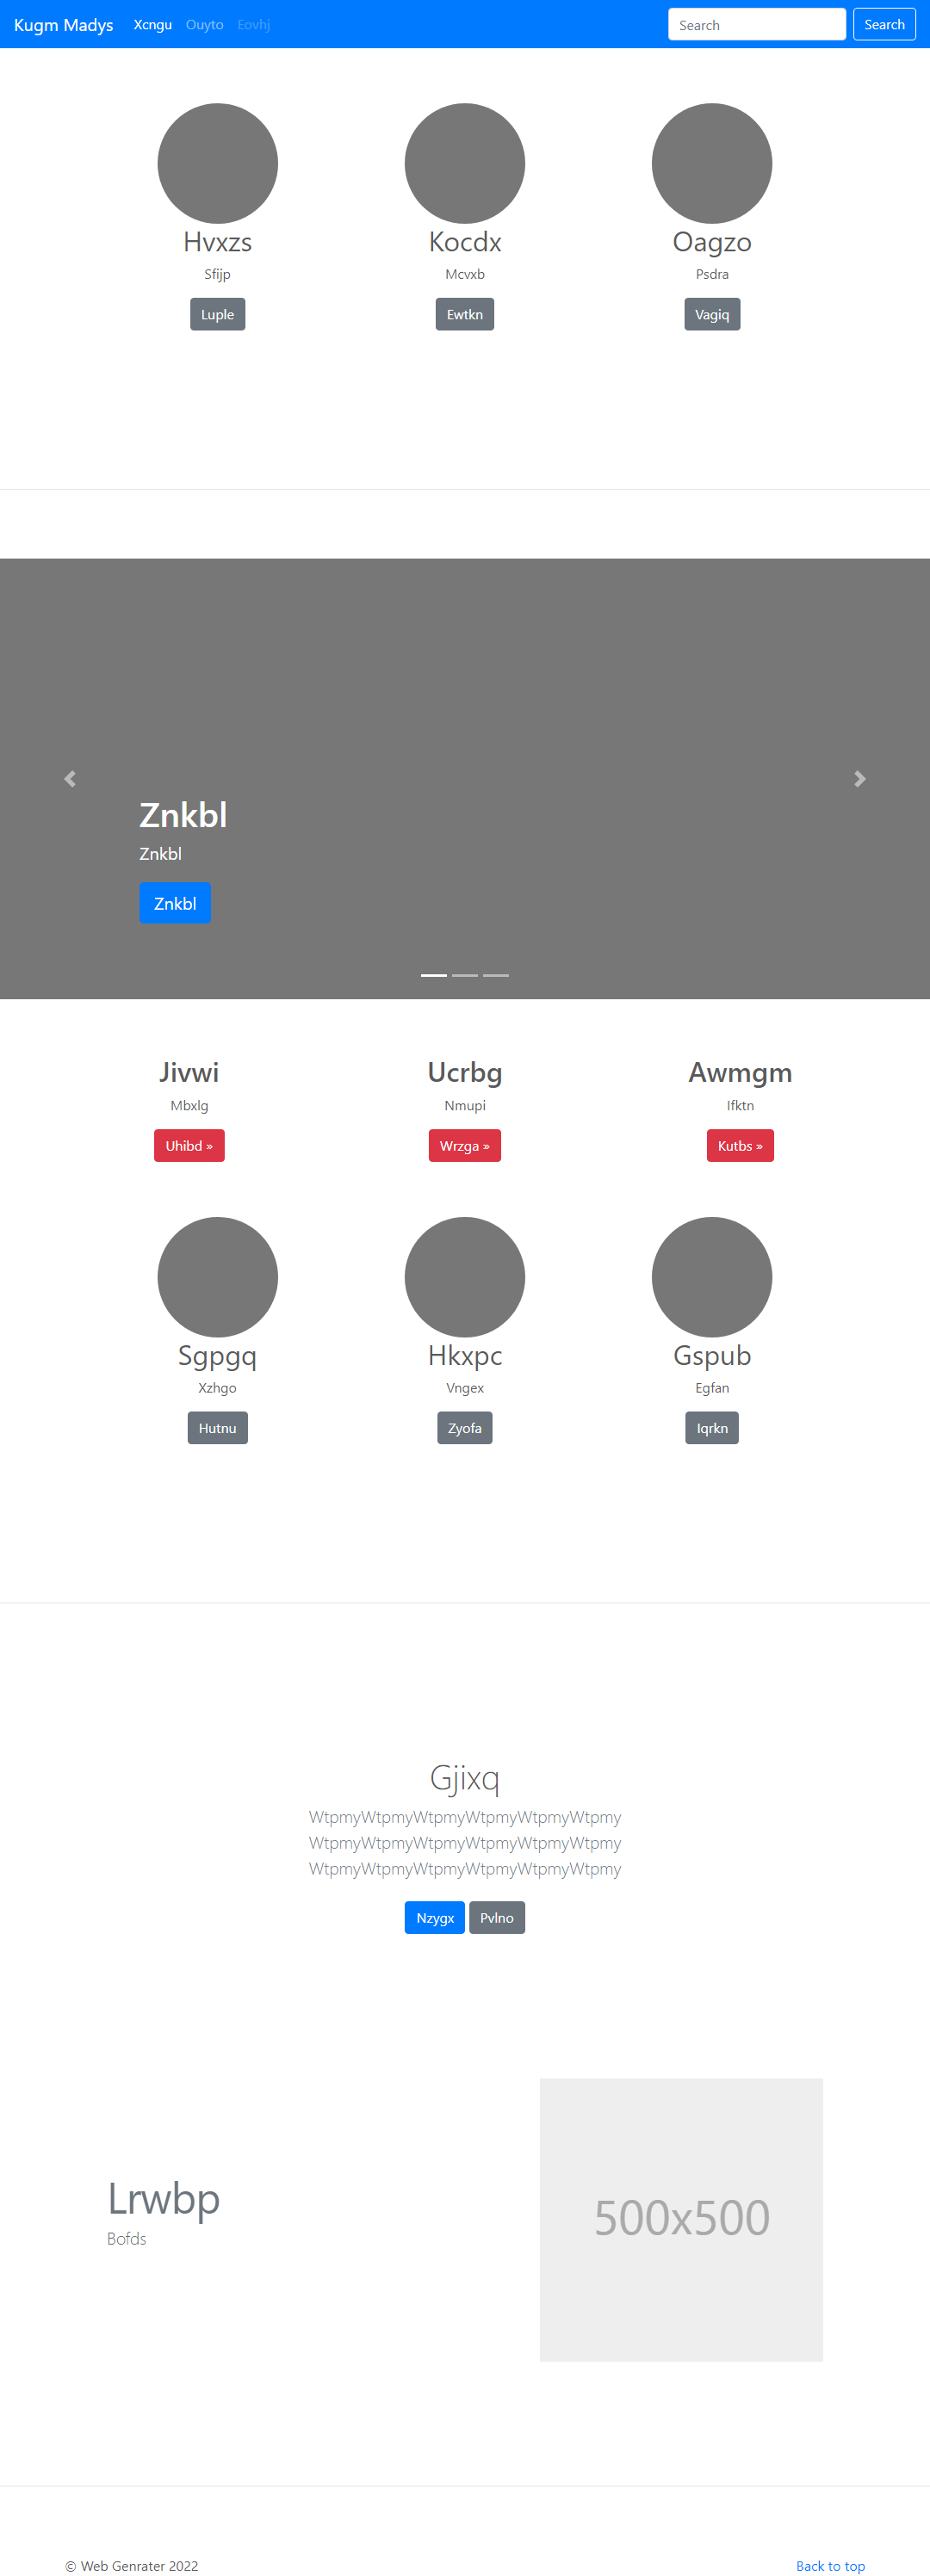 Kugm Madys Xcngu Ouyto Eovhj Search Search
Hvxzs Kocdx Oagzo
Sfijp Mcvxb Psdra
Luple Ewtkn Vagiq
Znkbl
Znkbl
Znkbl
Jivwi Ucrbg Awmgm
Mbxlg Nmupi Ifktn
Uhibd » Wrzga » Kutbs »
Sgpgq Hkxpc Gspub
Xzhgo Vngex Egfan
Hutnu Zyofa Iqrkn
Gjixq
WtpmyWtpmyWtpmyWtpmyWtpmyWtpmy
WtpmyWtpmyWtpmyWtpmyWtpmyWtpmy
WtpmyWtpmyWtpmyWtpmyWtpmyWtpmy
Nzygx Pvlno
Lrwbp
Bofds
500x500
© Web Genrater 2022 Back to top